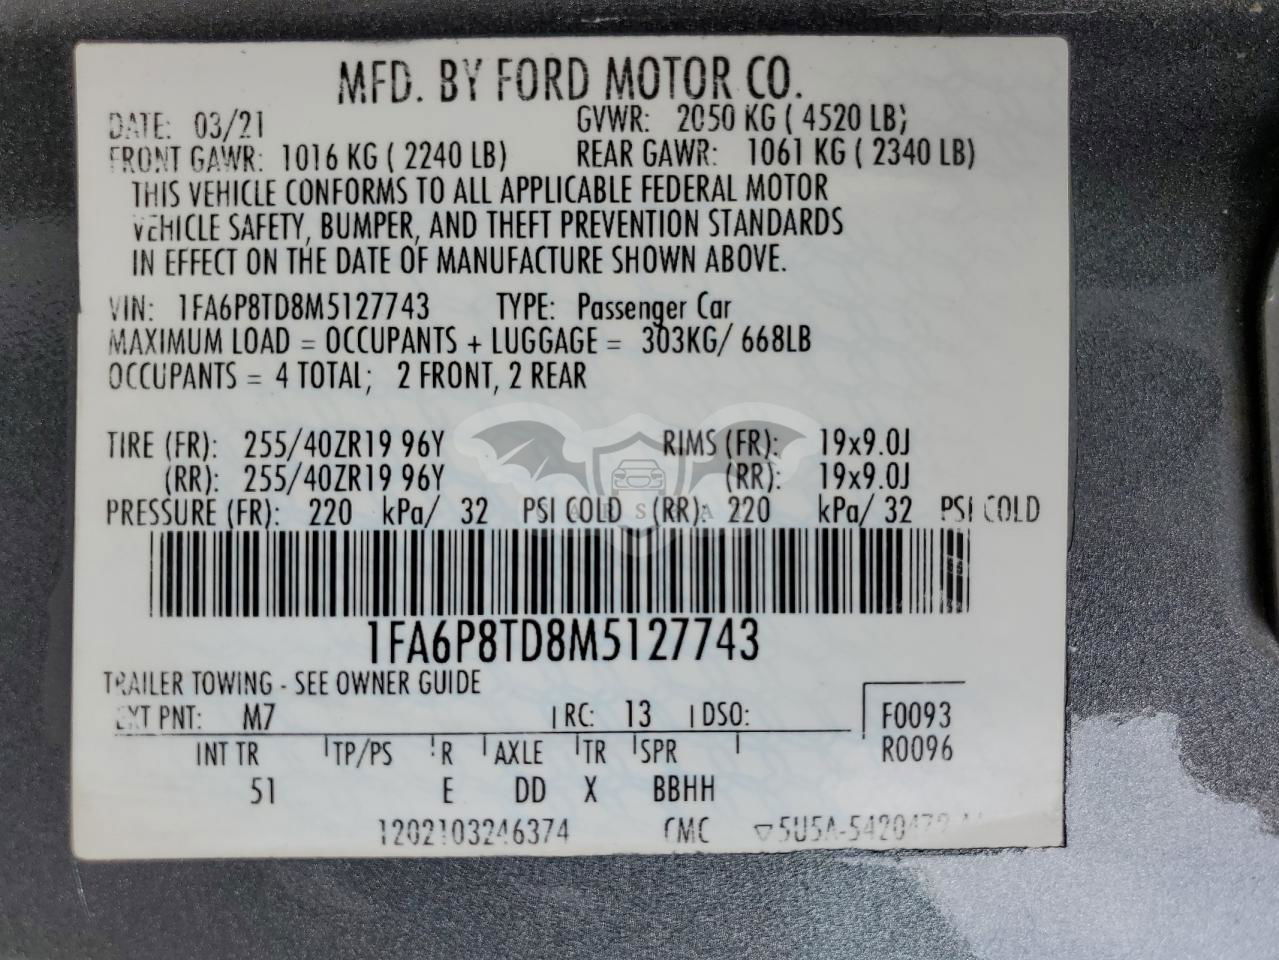 MFD. BY FORD MOTOR CO.
DATE: 03/21 GVWR: 2050 KG ( 4520 LB)
FRONT GAWR: 1016 KG ( 2240 LB) REAR GAWR: 1061 KG ( 2340 LB)
THIS VEHICLE CONFORMS TO ALL APPLICABLE FEDERAL MOTOR
VEHICLE SAFETY, BUMPER, AND THEFT PREVENTION STANDARDS
IN EFFECT ON THE DATE OF MANUFACTURE SHOWN ABOVE.
VIN: 1FA6P8TD8M5127743 TYPE: Passenger Car
MAXIMUM LOAD = OCCUPANTS + LUGGAGE = 303KG/ 668LB
OCCUPANTS = 4 TOTAL; 2 FRONT, 2 REAR
TIRE (FR): 255/40ZR19 96Y RIMS (FR): 19x9.0J
(RR): 255/40ZR19 96Y (RR): 19x9.0J
PRESSURE (FR): 220 kPa/ 32 PSI COLD (RR): 220 kPa/ 32 PSI COLD
1FA6P8TD8M5127743
TRAILER TOWING - SEE OWNER GUIDE
EXT PNT: M7 RC: 13 DSO: F0093
INT TR TP/PS R AXLE TR SPR R0096
51 E DD X BBHH
1202103246374 CMC